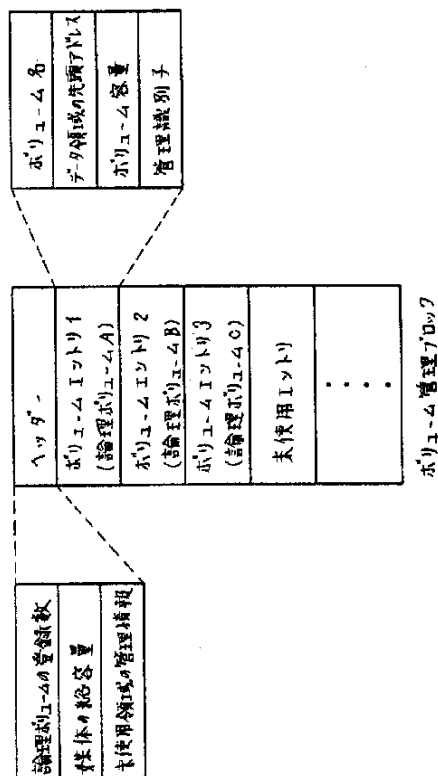 論理ボリュームの登録数
媒体の総容量
未使用領域の管理情報
ヘッダー
ボリュームエントリ1
(論理ボリュームA)
ボリュームエントリ2
(論理ボリュームB)
ボリュームエントリ3
(論理ボリュームC)
未使用エントリ
・・・・
ボリューム管理ブロック
ボリューム名
データ領域の先頭アドレス
ボリューム容量
管理識別子